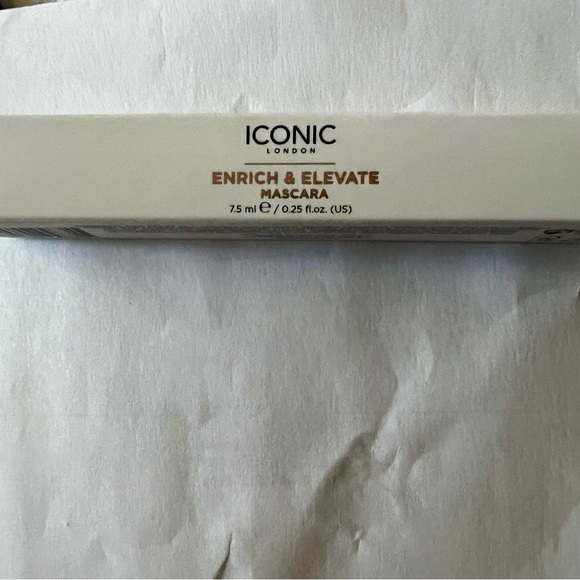 ICONIC
LONDON
ENRICH & ELEVATE
MASCARA
7.5 ml ℮ / 0.25 fl.oz. (US)